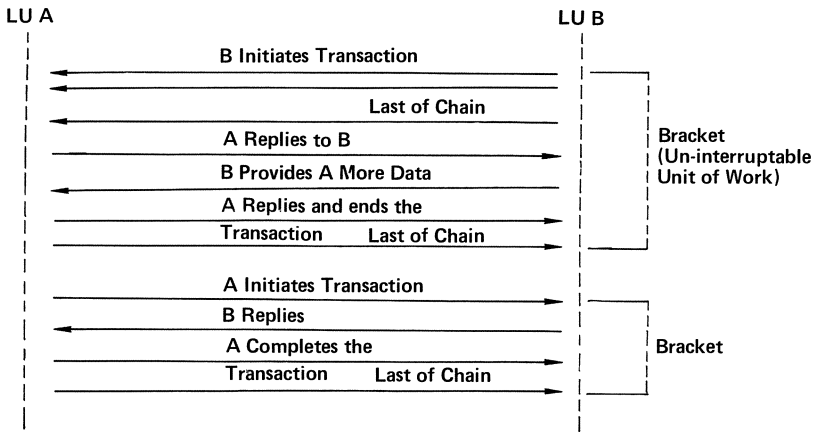 LU A
LU B
B Initiates Transaction
Last of Chain
A Replies to B
Bracket
(Un-interruptable
Unit of Work)
B Provides A More Data
A Replies and ends the
Transaction Last of Chain
A Initiates Transaction
B Replies
A Completes the
Bracket
Transaction Last of Chain